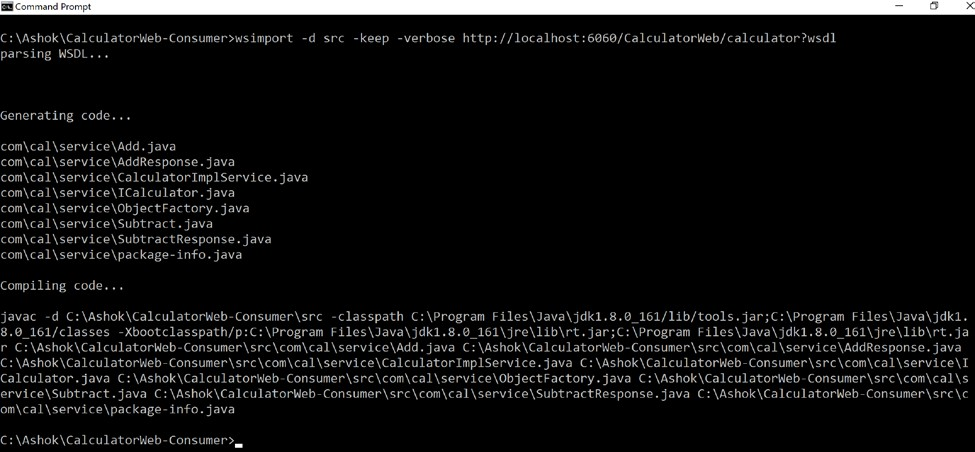 Command Prompt
C:\Ashok\CalculatorWeb-Consumer>wsimport -d src -keep -verbose http://localhost:6060/CalculatorWeb/calculator?wsdl
parsing WSDL...
Generating code...
com\cal\service\Add.java
com\cal\service\AddResponse.java
com\cal\service\CalculatorImplService.java
com\cal\service\ICalculator.java
com\cal\service\ObjectFactory.java
com\cal\service\Subtract.java
com\cal\service\SubtractResponse.java
com\cal\service\package-info.java
Compiling code...
javac -d C:\Ashok\CalculatorWeb-Consumer\src -classpath C:\Program Files\Java\jdk1.8.0_161/lib/tools.jar;C:\Program Files\Java\jdk1.
8.0_161/classes -Xbootclasspath/p:C:\Program Files\Java\jdk1.8.0_161\jre\lib\rt.jar;C:\Program Files\Java\jdk1.8.0_161\jre\lib\rt.ja
r C:\Ashok\CalculatorWeb-Consumer\src\com\cal\service\Add.java C:\Ashok\CalculatorWeb-Consumer\src\com\cal\service\AddResponse.java
C:\Ashok\CalculatorWeb-Consumer\src\com\cal\service\CalculatorImplService.java C:\Ashok\CalculatorWeb-Consumer\src\com\cal\service\I
Calculator.java C:\Ashok\CalculatorWeb-Consumer\src\com\cal\service\ObjectFactory.java C:\Ashok\CalculatorWeb-Consumer\src\com\cal\s
ervice\Subtract.java C:\Ashok\CalculatorWeb-Consumer\src\com\cal\service\SubtractResponse.java C:\Ashok\CalculatorWeb-Consumer\src\c
om\cal\service\package-info.java
C:\Ashok\CalculatorWeb-Consumer>